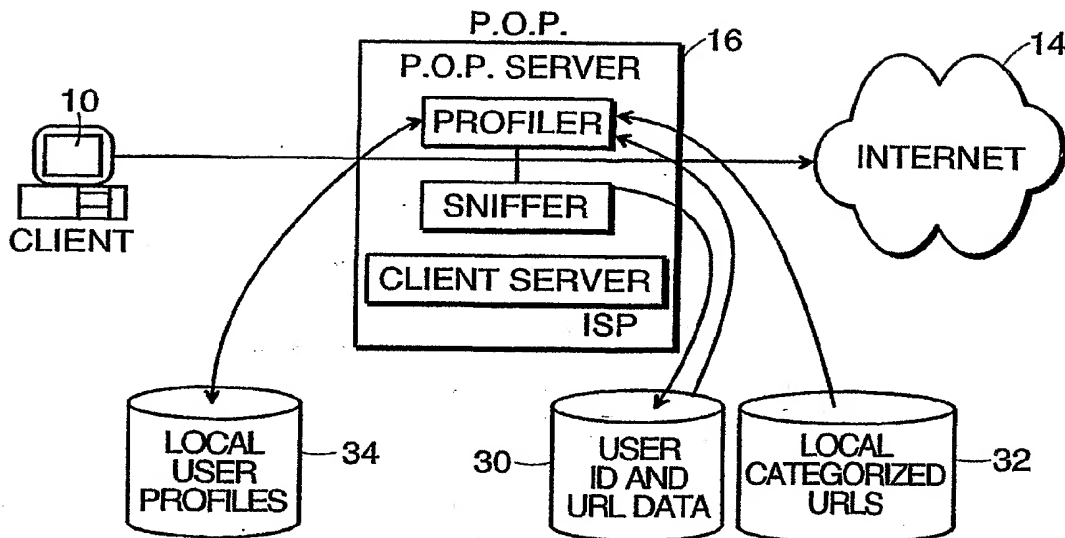 P.O.P.
16
P.O.P. SERVER
14
10
PROFILER
INTERNET
SNIFFER
CLIENT
CLIENT SERVER
ISP
LOCAL
USER
PROFILES
34
30
USER
ID AND
URL DATA
LOCAL
CATEGORIZED
URLS
32